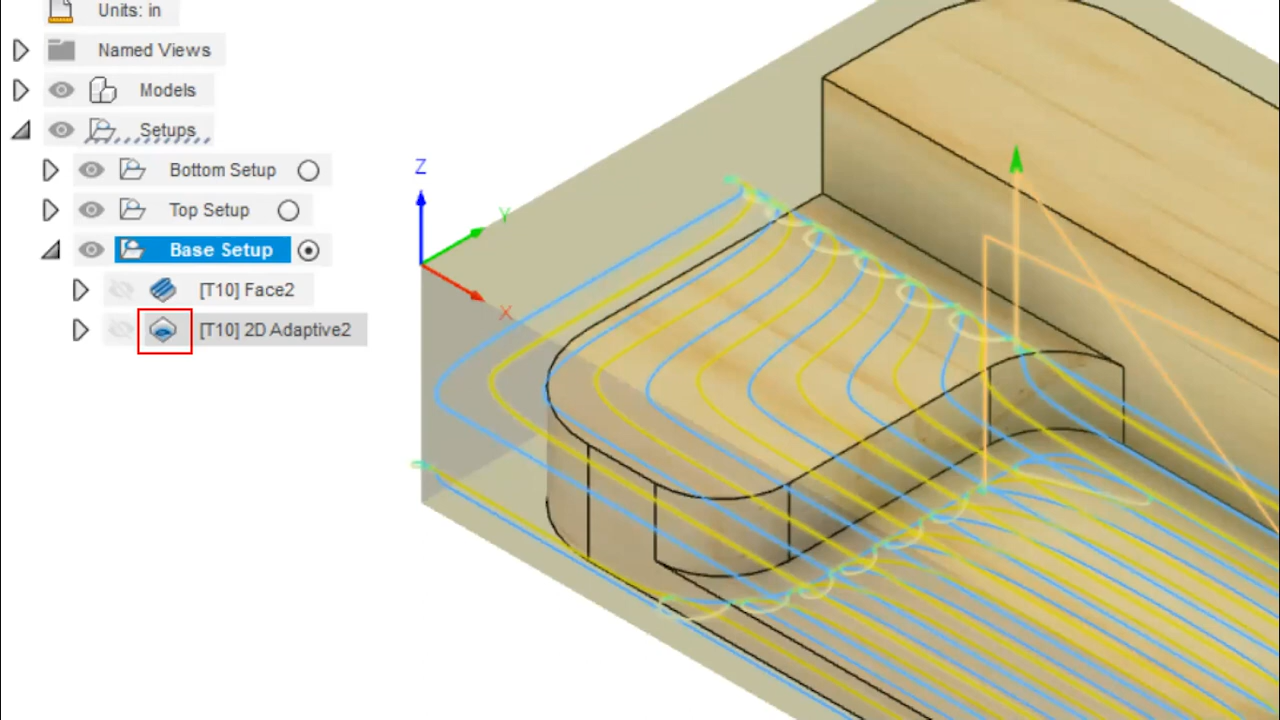 Units: in
Named Views
Models
Setups
Bottom Setup
Top Setup
Base Setup
[T10] Face2
[T10] 2D Adaptive2
Z
Y
X